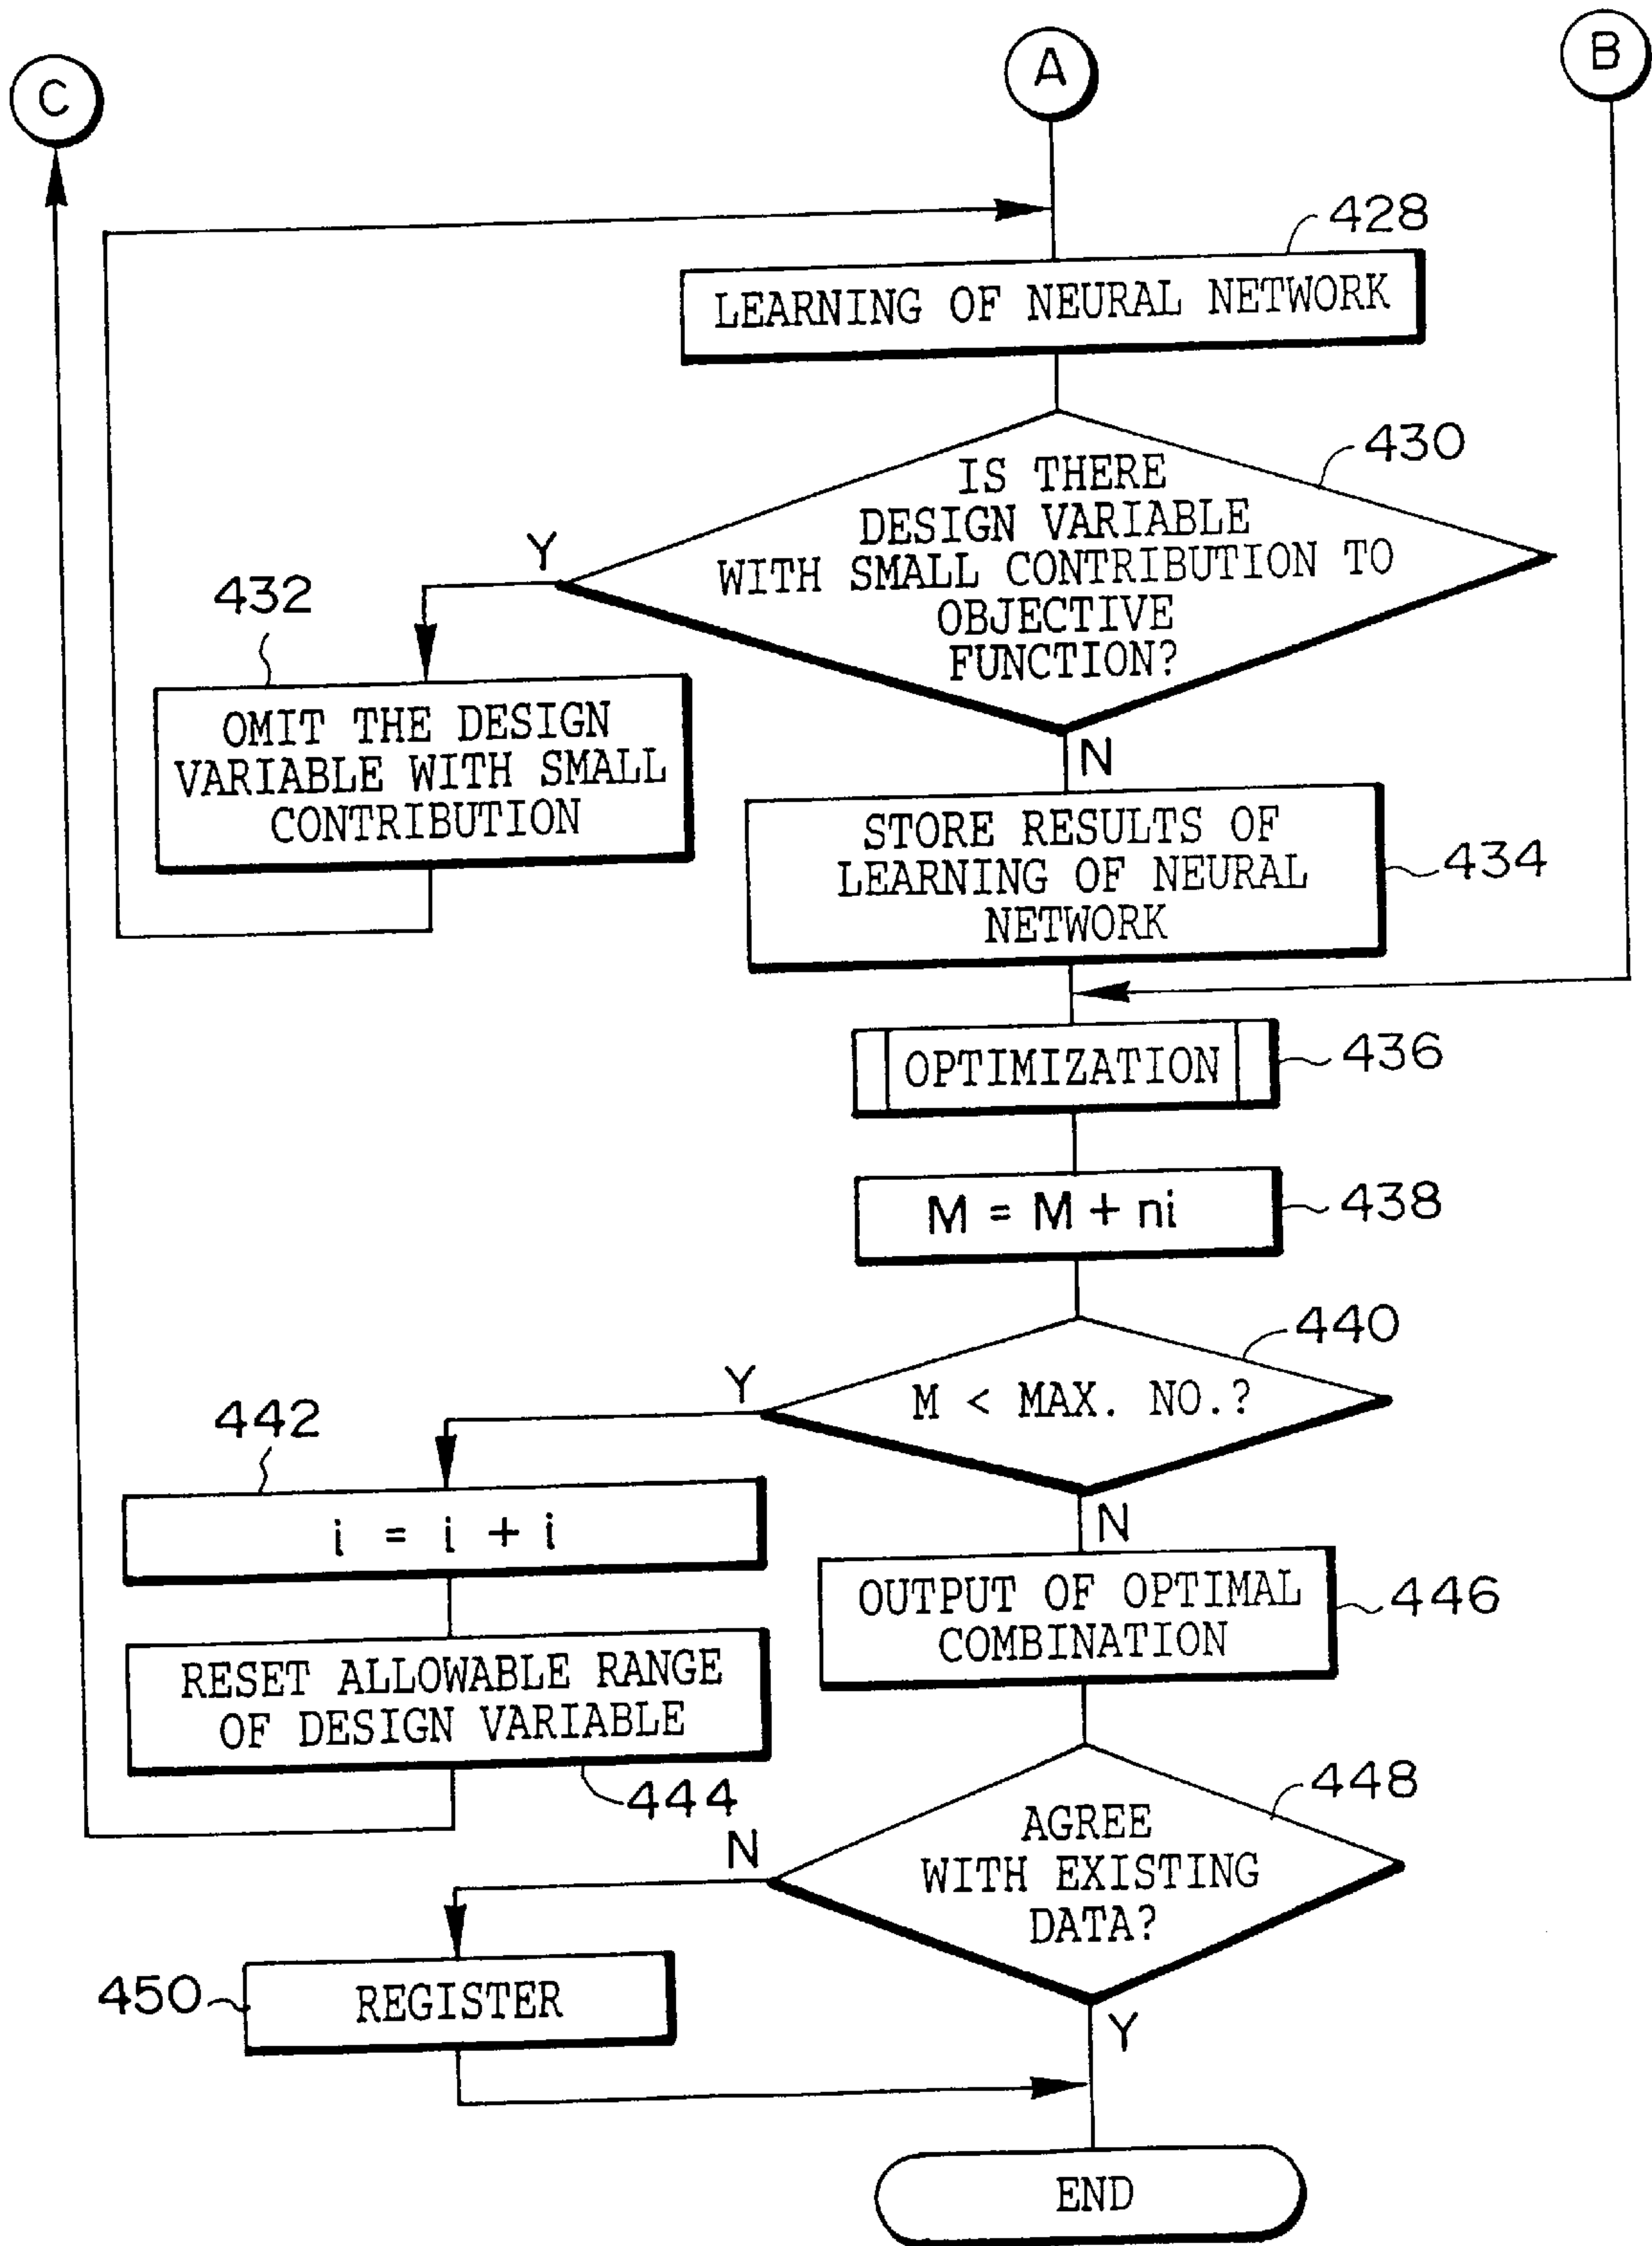 C
A
B
428
LEARNING OF NEURAL NETWORK
430
IS THERE
DESIGN VARIABLE
WITH SMALL CONTRIBUTION TO
OBJECTIVE
FUNCTION?
Y
432
OMIT THE DESIGN
VARIABLE WITH SMALL
CONTRIBUTION
N
STORE RESULTS OF
LEARNING OF NEURAL
NETWORK
434
OPTIMIZATION
436
M = M + ni
438
440
M < MAX. NO.?
Y
442
i = i + i
N
RESET ALLOWABLE RANGE
OF DESIGN VARIABLE
444
OUTPUT OF OPTIMAL
COMBINATION
446
448
AGREE
WITH EXISTING
DATA?
N
450
REGISTER
Y
END